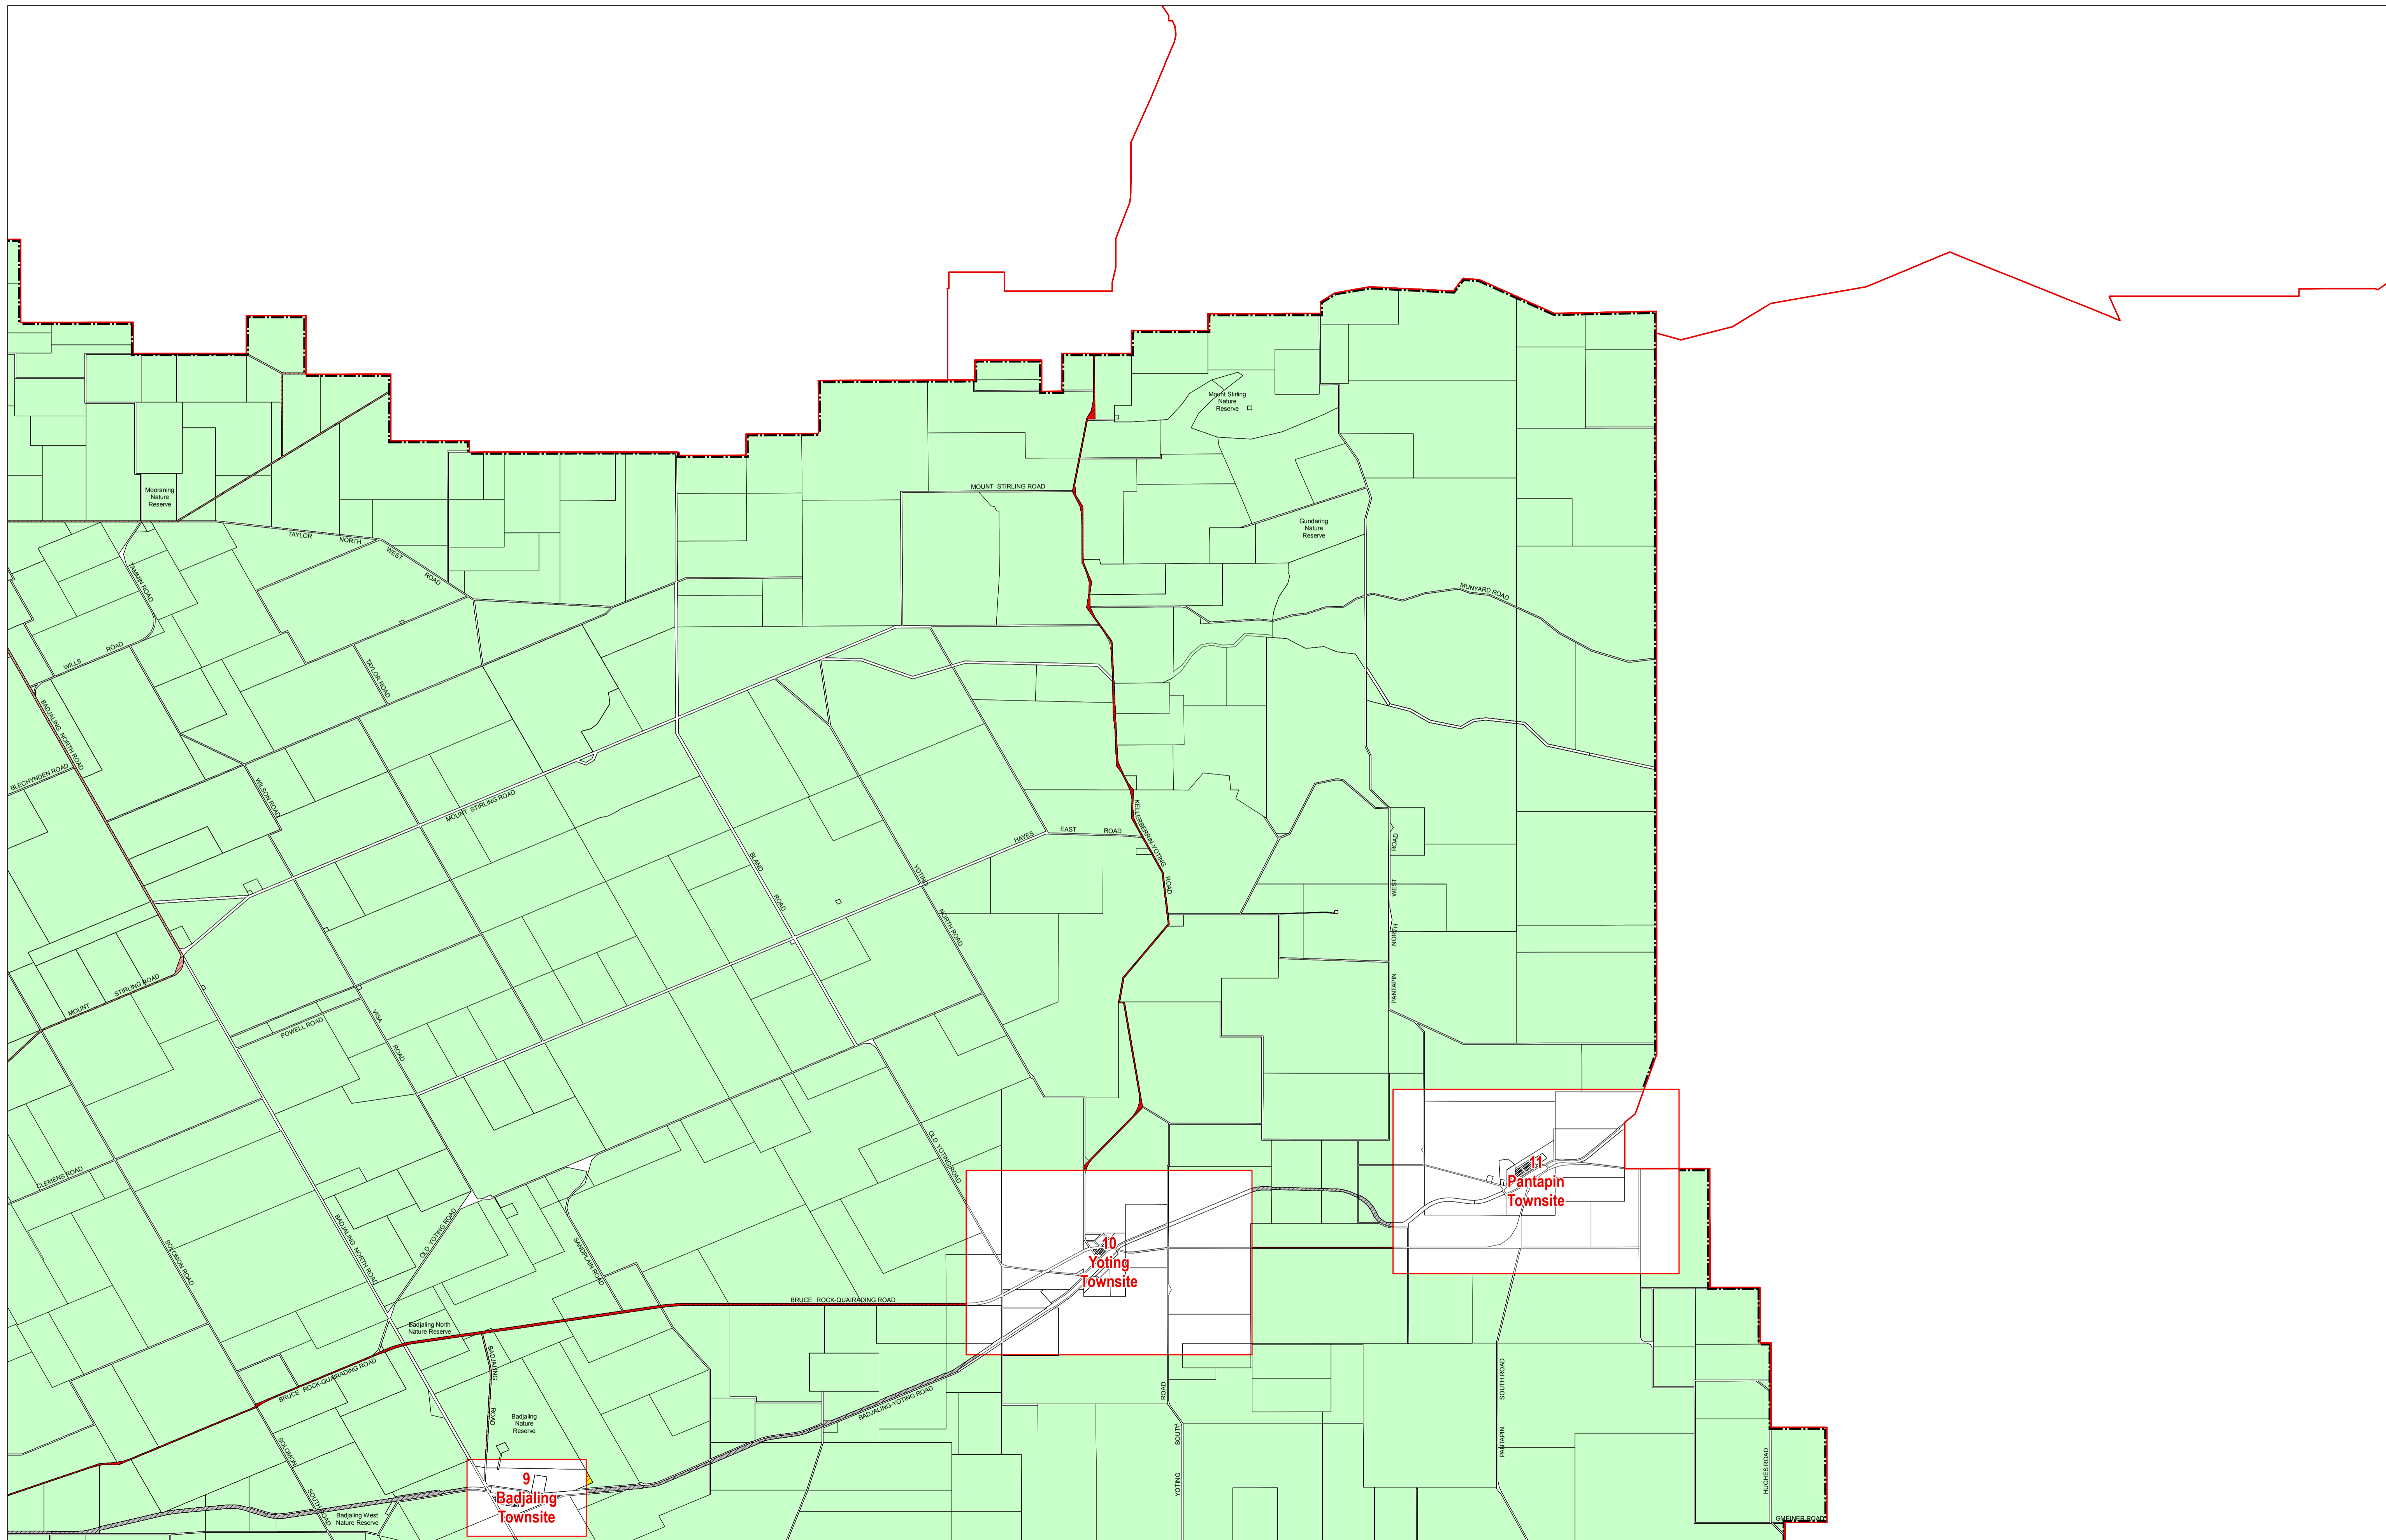 Mount Stirling
Nature
Reserve
Mooraning
Nature
Reserve
MOUNT STIRLING ROAD
Gundaring
Nature
Reserve
TAYLOR NORTH WEST ROAD
TAMMIN ROAD
MUNYARD ROAD
WILLS ROAD
TAYLOR ROAD
BADJALING NORTH ROAD
BLECHYNDEN ROAD
WILSON ROAD
MOUNT STIRLING ROAD
KELLERBERRIN-YOTING ROAD
HAYES EAST ROAD
BLAND ROAD
YOTING NORTH ROAD
PANTAPIN NORTH WEST ROAD
MOUNT STIRLING ROAD
POWELL ROAD
VISA ROAD
OLD YOTING ROAD
CLEMENS ROAD
11
Pantapin
Townsite
SOLOMON ROAD
BADJALING NORTH ROAD
OLD YOTING ROAD
SANDPLAIN ROAD
10
Yoting
Townsite
BRUCE ROCK-QUAIRADING ROAD
Badjaling North
Nature Reserve
BADJALING ROAD
BRUCE ROCK-QUAIRADING ROAD
BADJALING-YOTING ROAD
YOTING SOUTH ROAD
PANTAPIN SOUTH ROAD
Badjaling
Nature
Reserve
SOLOMON SOUTH ROAD
HUGHES ROAD
9
Badjaling
Townsite
Badjaling West
Nature Reserve
GMEINER ROAD